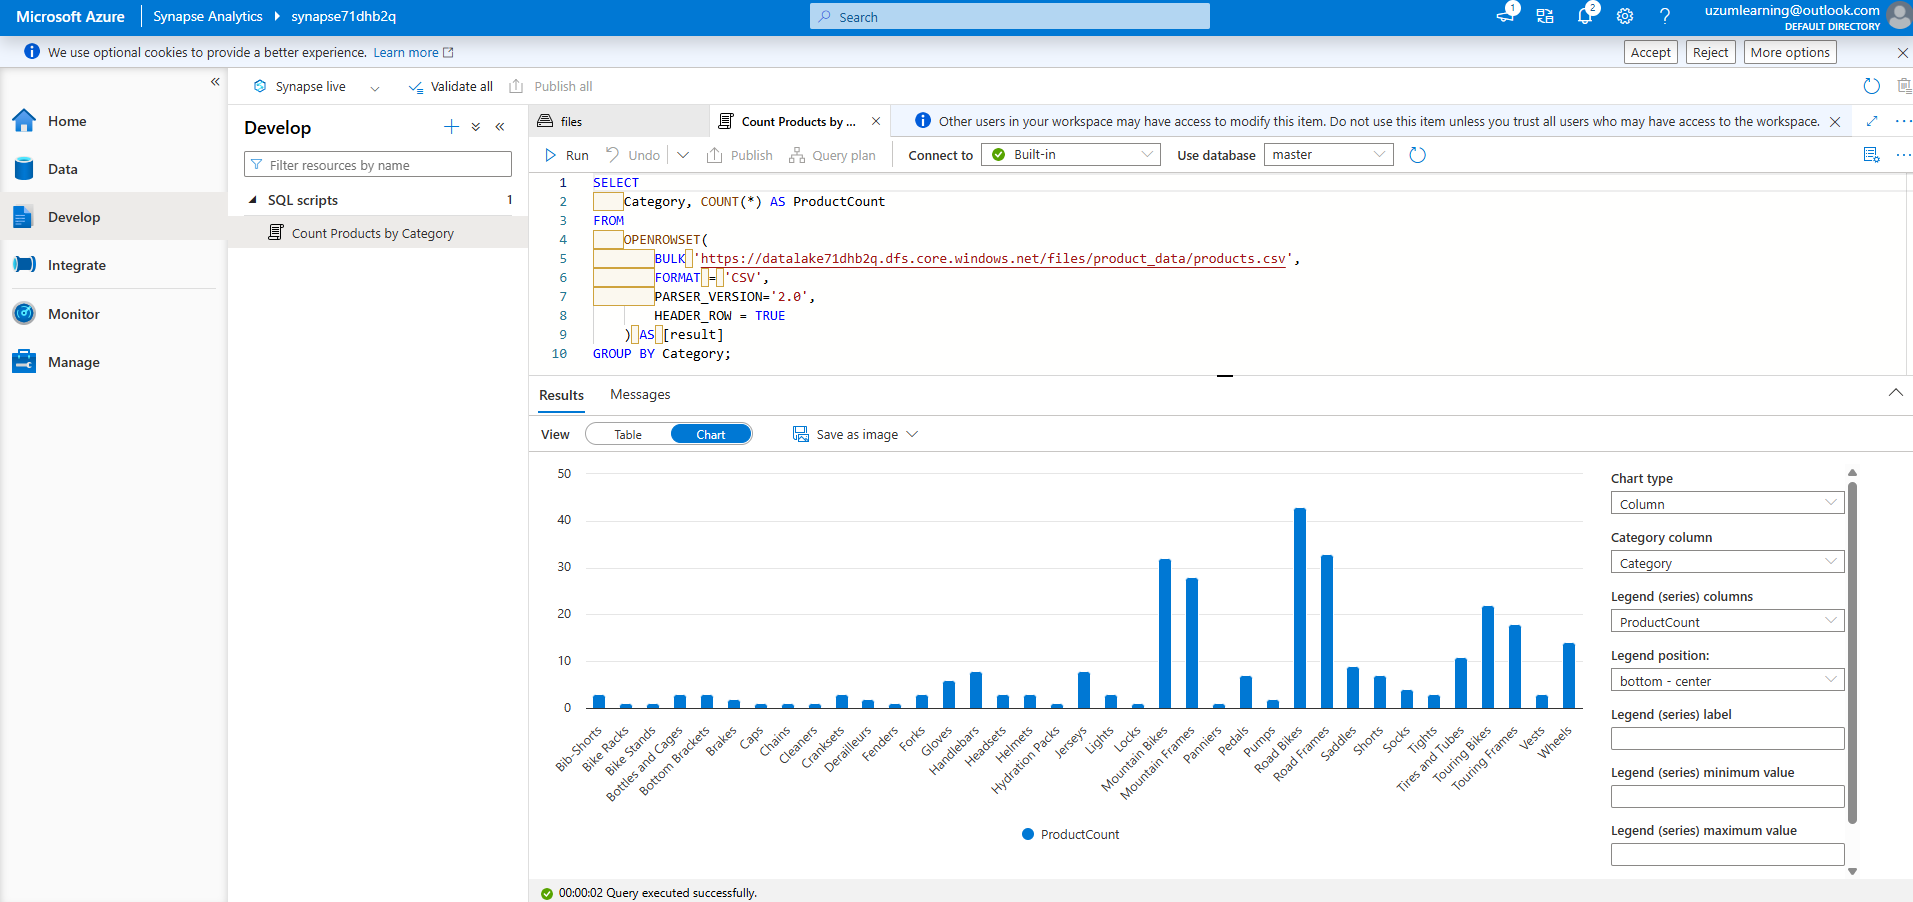 Microsoft Azure
Synapse Analytics
synapse71dhb2q
Search
1
2
?
uzumlearning@outlook.com
DEFAULT DIRECTORY
We use optional cookies to provide a better experience. Learn more
Accept
Reject
More options
Synapse live
Validate all
Publish all
Home
Data
Develop
Integrate
Monitor
Manage
Develop
Filter resources by name
SQL scripts
1
Count Products by Category
files
Count Products by ...
Other users in your workspace may have access to modify this item. Do not use this item unless you trust all users who may have access to the workspace.
Run
Undo
Publish
Query plan
Connect to
Built-in
Use database
master
1 SELECT
2 Category, COUNT(*) AS ProductCount
3 FROM
4 OPENROWSET(
5 BULK 'https://datalake71dhb2q.dfs.core.windows.net/files/product_data/products.csv',
6 FORMAT = 'CSV',
7 PARSER_VERSION='2.0',
8 HEADER_ROW = TRUE
9 ) AS [result]
10 GROUP BY Category;
Results
Messages
View
Table
Chart
Save as image
50
40
30
20
10
0
Bib-Shorts
Bike Racks
Bike Stands
Bottles and Cages
Bottom Brackets
Brakes
Caps
Chains
Cleaners
Cranksets
Derailleurs
Fenders
Forks
Gloves
Handlebars
Headsets
Helmets
Hydration Packs
Jerseys
Lights
Locks
Mountain Bikes
Mountain Frames
Panniers
Pedals
Pumps
Road Bikes
Road Frames
Saddles
Shorts
Socks
Tights
Tires and Tubes
Touring Bikes
Touring Frames
Vests
Wheels
ProductCount
Chart type
Column
Category column
Category
Legend (series) columns
ProductCount
Legend position:
bottom - center
Legend (series) label
Legend (series) minimum value
Legend (series) maximum value
00:00:02 Query executed successfully.